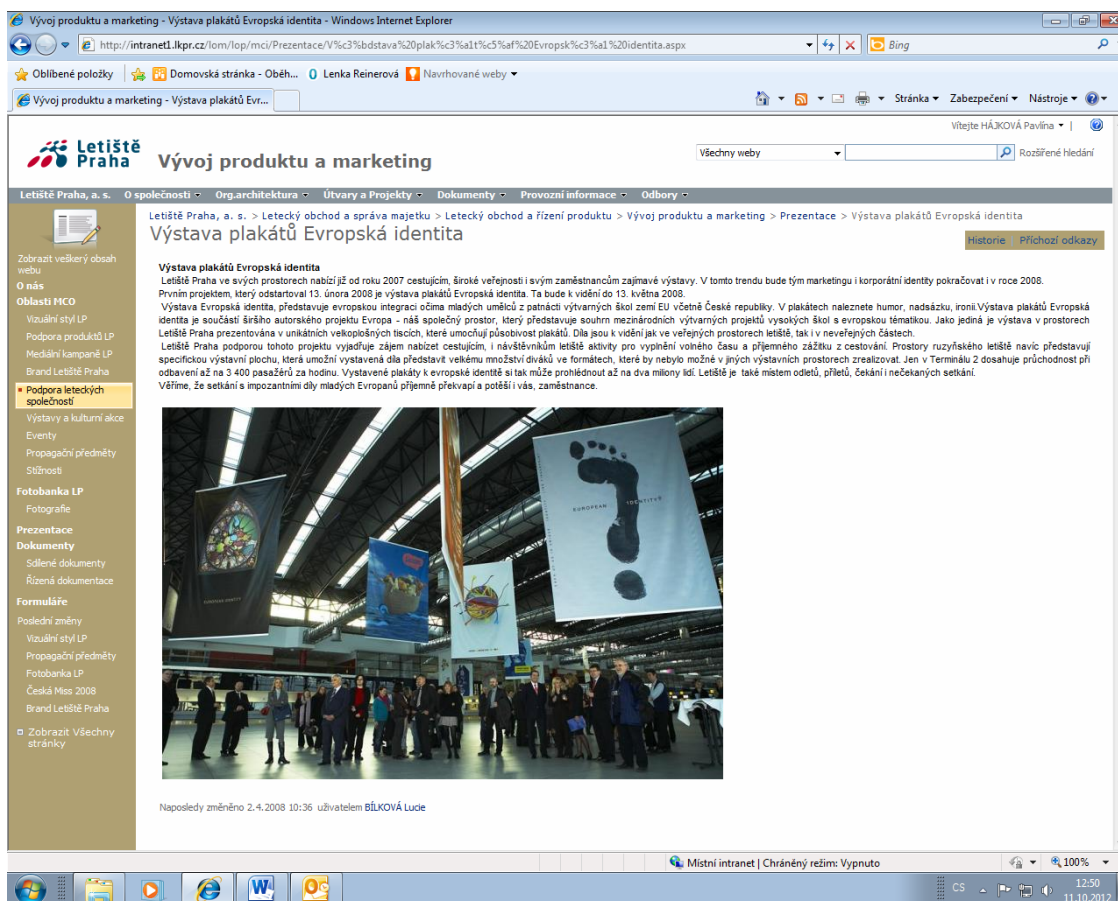 Vývoj produktu a marketing - Výstava plakátů Evropská identita - Windows Internet Explorer
http://intranet1.lkpr.cz/lom/lop/mci/Prezentace/V%c3%bdstava%20plak%c3%a1t%c5%af%20Evropsk%c3%a1%20identita.aspx
Bing
Oblíbené položky
Domovská stránka - Oběh...
Lenka Reinerová
Navrhované weby
Vývoj produktu a marketing - Výstava plakátů Evr...
Stránka
Zabezpečení
Nástroje
Vítejte HÁJKOVÁ Pavlína
Letiště
Praha
Vývoj produktu a marketing
Všechny weby
Rozšířené hledání
Letiště Praha, a. s. O společnosti Org.architektura Útvary a Projekty Dokumenty Provozní informace Odbory
Letiště Praha, a. s. > Letecký obchod a správa majetku > Letecký obchod a řízení produktu > Vývoj produktu a marketing > Prezentace > Výstava plakátů Evropská identita
Výstava plakátů Evropská identita
Historie
Příchozí odkazy
Zobrazit veškerý obsah
webu
O nás
Oblasti MCO
Vizuální styl LP
Podpora produktů LP
Mediální kampaně LP
Brand Letiště Praha
Podpora leteckých
společností
Výstavy a kulturní akce
Eventy
Propagační předměty
Stížnosti
Fotobanka LP
Fotografie
Prezentace
Dokumenty
Sdílené dokumenty
Řízená dokumentace
Formuláře
Poslední změny
Vizuální styl LP
Propagační předměty
Fotobanka LP
Česká Miss 2008
Brand Letiště Praha
Zobrazit Všechny
stránky
Výstava plakátů Evropská identita
Letiště Praha ve svých prostorech nabízí již od roku 2007 cestujícím, široké veřejnosti i svým zaměstnancům zajímavé výstavy. V tomto trendu bude tým marketingu i korporátní identity pokračovat i v roce 2008.
Prvním projektem, který odstartoval 13. února 2008 je výstava plakátů Evropská identita. Ta bude k vidění do 13. května 2008.
Výstava Evropská identita, představuje evropskou integraci očima mladých umělců z patnácti výtvarných škol zemí EU včetně České republiky. V plakátech naleznete humor, nadsázku, ironii.Výstava plakátů Evropská
identita je součástí širšího autorského projektu Evropa - náš společný prostor, který představuje souhrn mezinárodních výtvarných projektů vysokých škol s evropskou tématikou. Jako jediná je výstava v prostorech
Letiště Praha prezentována v unikátních velkoplošných tiscích, které umocňují působivost plakátů. Díla jsou k vidění jak ve veřejných prostorech letiště, tak i v neveřejných částech.
Letiště Praha podporou tohoto projektu vyjadřuje zájem nabízet cestujícím, i návštěvníkům letiště aktivity pro vyplnění volného času a příjemného zážitku z cestování. Prostory ruzyňského letiště navíc představují
specifickou výstavní plochu, která umožní vystavená díla představit velkému množství diváků ve formátech, které by nebylo možné v jiných výstavních prostorech zrealizovat. Jen v Terminálu 2 dosahuje průchodnost při
odbavení až na 3 400 pasažérů za hodinu. Vystavené plakáty k evropské identitě si tak může prohlédnout až na dva miliony lidí. Letiště je také místem odletů, příletů, čekání i nečekaných setkání.
Věříme, že setkání s impozantními díly mladých Evropanů příjemně překvapí a potěší i vás, zaměstnance.
EUROPEAN IDENTITY
EUROPEAN IDENTITY
Naposledy změněno 2.4.2008 10:36 uživatelem BÍLKOVÁ Lucie
Místní intranet | Chráněný režim: Vypnuto
100%
CS
12:50
11.10.2012